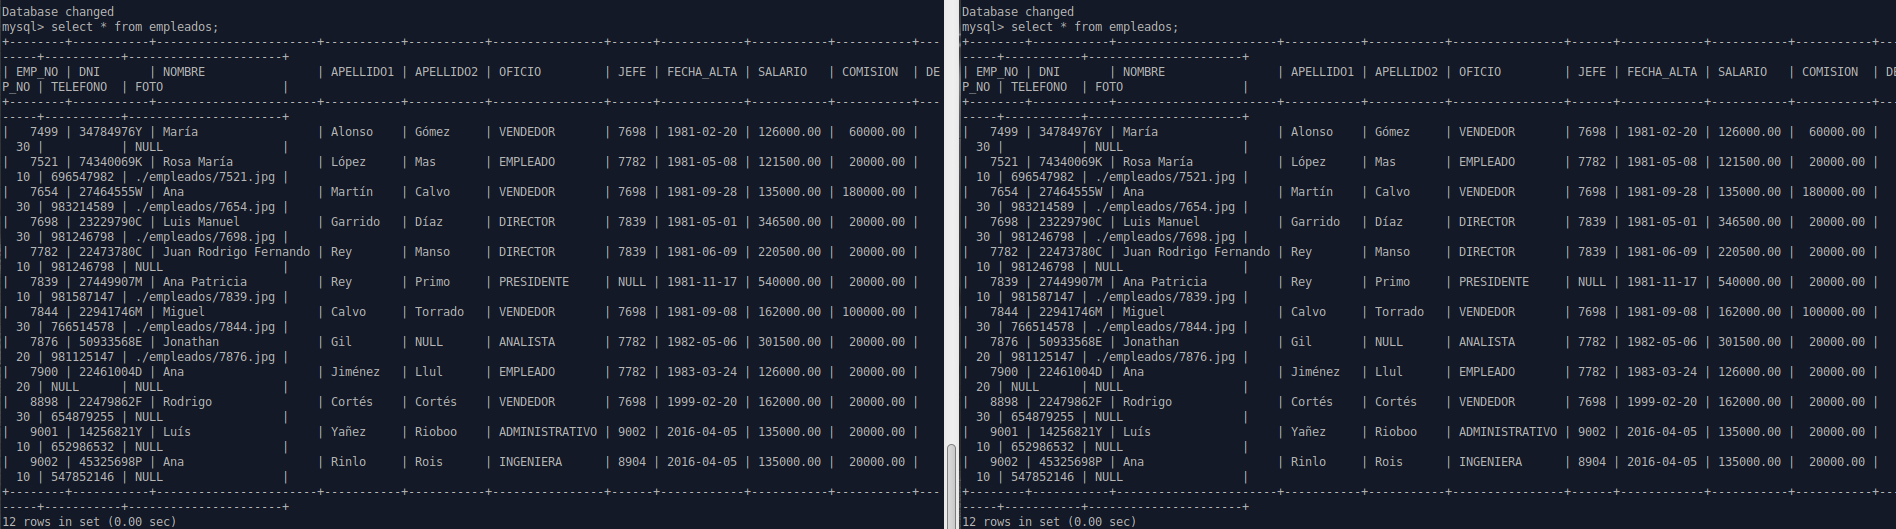 Database changed
mysql> select * from empleados;
+--------+-----------+-----------------------+-----------+-----------+----------------+------+------------+-----------+-----------+---
-----+-----------+----------------------+
| EMP_NO | DNI       | NOMBRE                | APELLIDO1 | APELLIDO2 | OFICIO         | JEFE | FECHA_ALTA | SALARIO   | COMISION  | DE
P_NO | TELEFONO  | FOTO                 |
+--------+-----------+-----------------------+-----------+-----------+----------------+------+------------+-----------+-----------+---
-----+-----------+----------------------+
|   7499 | 34784976Y | María                 | Alonso    | Gómez     | VENDEDOR       | 7698 | 1981-02-20 | 126000.00 |  60000.00 |
  30 |           | NULL                 |
|   7521 | 74340069K | Rosa María            | López     | Mas       | EMPLEADO       | 7782 | 1981-05-08 | 121500.00 |  20000.00 |
  10 | 696547982 | ./empleados/7521.jpg |
|   7654 | 27464555W | Ana                   | Martín    | Calvo     | VENDEDOR       | 7698 | 1981-09-28 | 135000.00 | 180000.00 |
  30 | 983214589 | ./empleados/7654.jpg |
|   7698 | 23229790C | Luis Manuel           | Garrido   | Díaz      | DIRECTOR       | 7839 | 1981-05-01 | 346500.00 |  20000.00 |
  30 | 981246798 | ./empleados/7698.jpg |
|   7782 | 22473780C | Juan Rodrigo Fernando | Rey       | Manso     | DIRECTOR       | 7839 | 1981-06-09 | 220500.00 |  20000.00 |
  10 | 981246798 | NULL                 |
|   7839 | 27449907M | Ana Patricia          | Rey       | Primo     | PRESIDENTE     | NULL | 1981-11-17 | 540000.00 |  20000.00 |
  10 | 981587147 | ./empleados/7839.jpg |
|   7844 | 22941746M | Miguel                | Calvo     | Torrado   | VENDEDOR       | 7698 | 1981-09-08 | 162000.00 | 100000.00 |
  30 | 766514578 | ./empleados/7844.jpg |
|   7876 | 50933568E | Jonathan              | Gil       | NULL      | ANALISTA       | 7782 | 1982-05-06 | 301500.00 |  20000.00 |
  20 | 981125147 | ./empleados/7876.jpg |
|   7900 | 22461004D | Ana                   | Jiménez   | Llul      | EMPLEADO       | 7782 | 1983-03-24 | 126000.00 |  20000.00 |
  20 | NULL      | NULL                 |
|   8898 | 22479862F | Rodrigo               | Cortés    | Cortés    | VENDEDOR       | 7698 | 1999-02-20 | 162000.00 |  20000.00 |
  30 | 654879255 | NULL                 |
|   9001 | 14256821Y | Luís                  | Yañez     | Rioboo    | ADMINISTRATIVO | 9002 | 2016-04-05 | 135000.00 |  20000.00 |
  10 | 652986532 | NULL                 |
|   9002 | 45325698P | Ana                   | Rinlo     | Rois      | INGENIERA      | 8904 | 2016-04-05 | 135000.00 |  20000.00 |
  10 | 547852146 | NULL                 |
+--------+-----------+-----------------------+-----------+-----------+----------------+------+------------+-----------+-----------+---
-----+-----------+----------------------+
12 rows in set (0.00 sec)
Database changed
mysql> select * from empleados;
+--------+-----------+-----------------------+-----------+-----------+----------------+------+------------+-----------+-----------+---
-----+-----------+----------------------+
| EMP_NO | DNI       | NOMBRE                | APELLIDO1 | APELLIDO2 | OFICIO         | JEFE | FECHA_ALTA | SALARIO   | COMISION  | DE
P_NO | TELEFONO  | FOTO                 |
+--------+-----------+-----------------------+-----------+-----------+----------------+------+------------+-----------+-----------+---
-----+-----------+----------------------+
|   7499 | 34784976Y | María                 | Alonso    | Gómez     | VENDEDOR       | 7698 | 1981-02-20 | 126000.00 |  60000.00 |
  30 |           | NULL                 |
|   7521 | 74340069K | Rosa María            | López     | Mas       | EMPLEADO       | 7782 | 1981-05-08 | 121500.00 |  20000.00 |
  10 | 696547982 | ./empleados/7521.jpg |
|   7654 | 27464555W | Ana                   | Martín    | Calvo     | VENDEDOR       | 7698 | 1981-09-28 | 135000.00 | 180000.00 |
  30 | 983214589 | ./empleados/7654.jpg |
|   7698 | 23229790C | Luis Manuel           | Garrido   | Díaz      | DIRECTOR       | 7839 | 1981-05-01 | 346500.00 |  20000.00 |
  30 | 981246798 | ./empleados/7698.jpg |
|   7782 | 22473780C | Juan Rodrigo Fernando | Rey       | Manso     | DIRECTOR       | 7839 | 1981-06-09 | 220500.00 |  20000.00 |
  10 | 981246798 | NULL                 |
|   7839 | 27449907M | Ana Patricia          | Rey       | Primo     | PRESIDENTE     | NULL | 1981-11-17 | 540000.00 |  20000.00 |
  10 | 981587147 | ./empleados/7839.jpg |
|   7844 | 22941746M | Miguel                | Calvo     | Torrado   | VENDEDOR       | 7698 | 1981-09-08 | 162000.00 | 100000.00 |
  30 | 766514578 | ./empleados/7844.jpg |
|   7876 | 50933568E | Jonathan              | Gil       | NULL      | ANALISTA       | 7782 | 1982-05-06 | 301500.00 |  20000.00 |
  20 | 981125147 | ./empleados/7876.jpg |
|   7900 | 22461004D | Ana                   | Jiménez   | Llul      | EMPLEADO       | 7782 | 1983-03-24 | 126000.00 |  20000.00 |
  20 | NULL      | NULL                 |
|   8898 | 22479862F | Rodrigo               | Cortés    | Cortés    | VENDEDOR       | 7698 | 1999-02-20 | 162000.00 |  20000.00 |
  30 | 654879255 | NULL                 |
|   9001 | 14256821Y | Luís                  | Yañez     | Rioboo    | ADMINISTRATIVO | 9002 | 2016-04-05 | 135000.00 |  20000.00 |
  10 | 652986532 | NULL                 |
|   9002 | 45325698P | Ana                   | Rinlo     | Rois      | INGENIERA      | 8904 | 2016-04-05 | 135000.00 |  20000.00 |
  10 | 547852146 | NULL                 |
+--------+-----------+-----------------------+-----------+-----------+----------------+------+------------+-----------+-----------+---
-----+-----------+----------------------+
12 rows in set (0.00 sec)